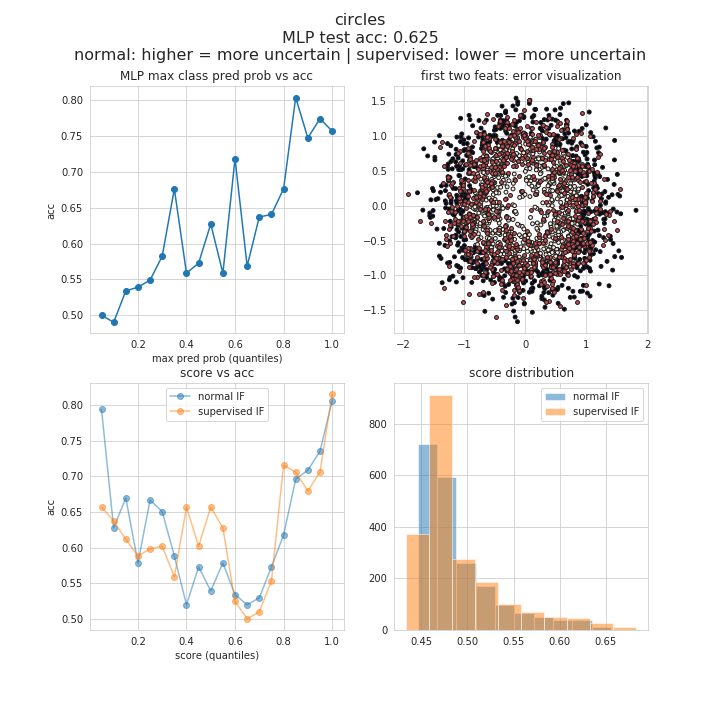 circles
MLP test acc: 0.625
normal: higher = more uncertain | supervised: lower = more uncertain
MLP max class pred prob vs acc
first two feats: error visualization
0.80
0.75
0.70
0.65
0.60
0.55
0.50
acc
0.2 0.4 0.6 0.8 1.0
max pred prob (quantiles)
1.5
1.0
0.5
0.0
−0.5
−1.0
−1.5
−2 −1 0 1 2
score vs acc
normal IF
supervised IF
0.80
0.75
0.70
0.65
0.60
0.55
0.50
acc
0.2 0.4 0.6 0.8 1.0
score (quantiles)
score distribution
normal IF
supervised IF
800
600
400
200
0
0.45 0.50 0.55 0.60 0.65